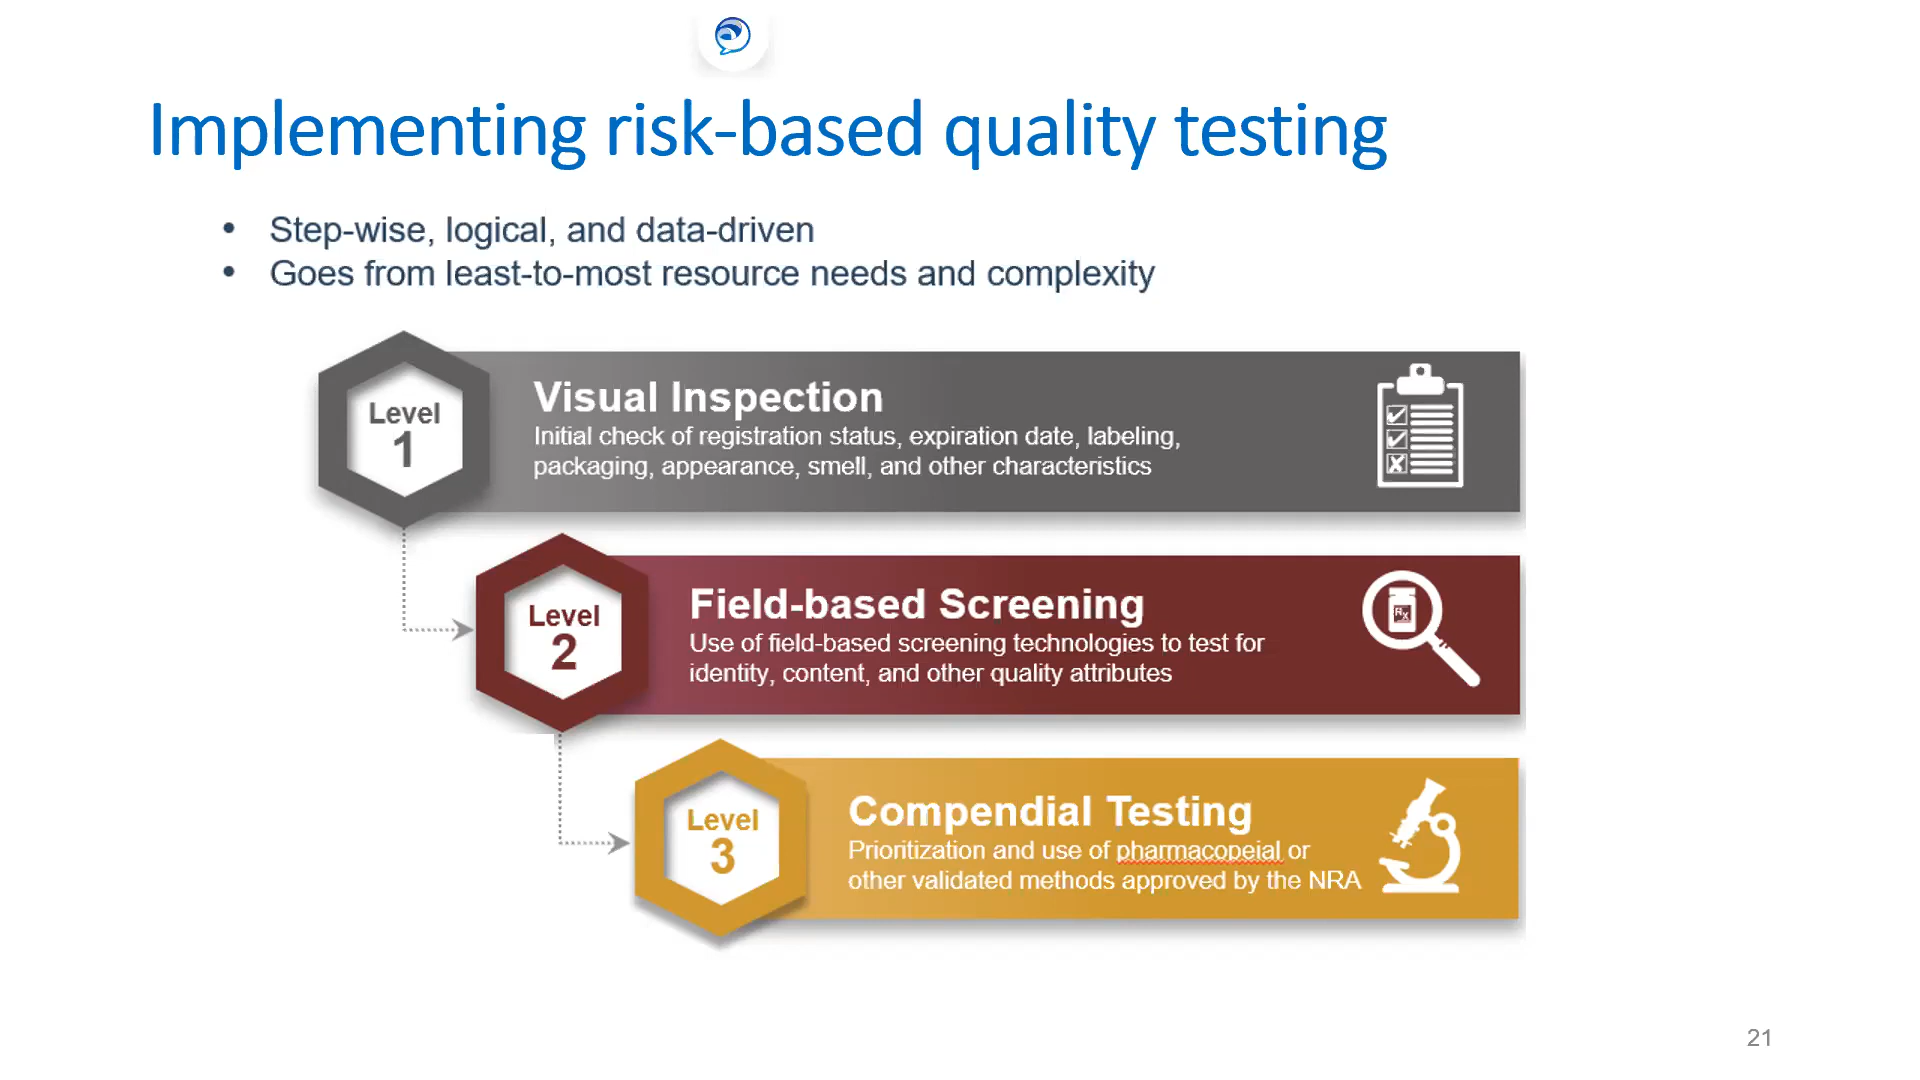 Implementing risk-based quality testing
• Step-wise, logical, and data-driven
• Goes from least-to-most resource needs and complexity
Level
1
Visual Inspection
Initial check of registration status, expiration date, labeling,
packaging, appearance, smell, and other characteristics
Level
2
Field-based Screening
Use of field-based screening technologies to test for
identity, content, and other quality attributes
Rx
Level
3
Compendial Testing
Prioritization and use of pharmacopeial or
other validated methods approved by the NRA
21